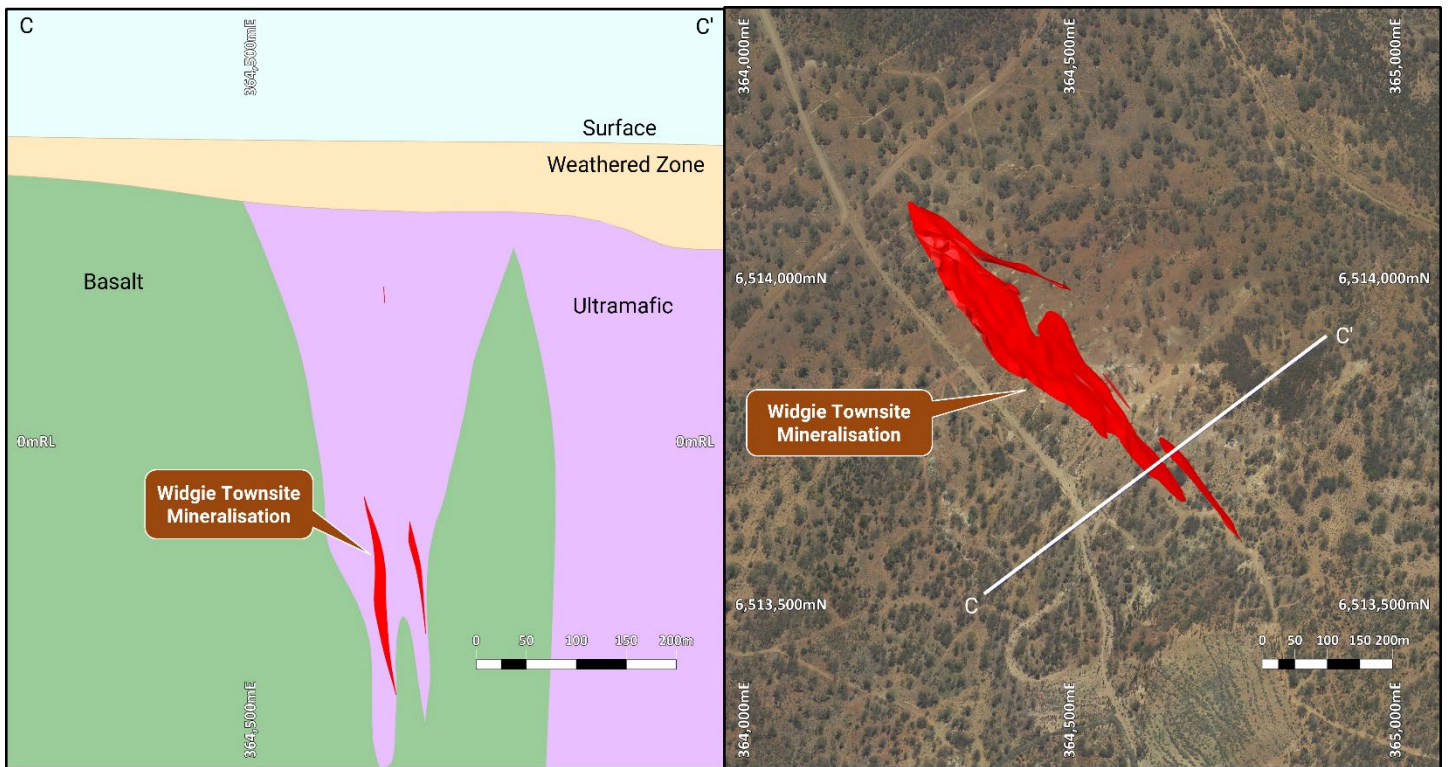 C
364,500mE
C'
Surface
Weathered Zone
Basalt
Ultramafic
0mRL
0mRL
Widgie Townsite
Mineralisation
0 50 100 150 200m
364,500mE
364,000mE
364,500mE
365,000mE
6,514,000mN
6,514,000mN
C'
Widgie Townsite
Mineralisation
C
6,513,500mN
6,513,500mN
0 50 100 150 200m
364,000mE
364,500mE
365,000mE